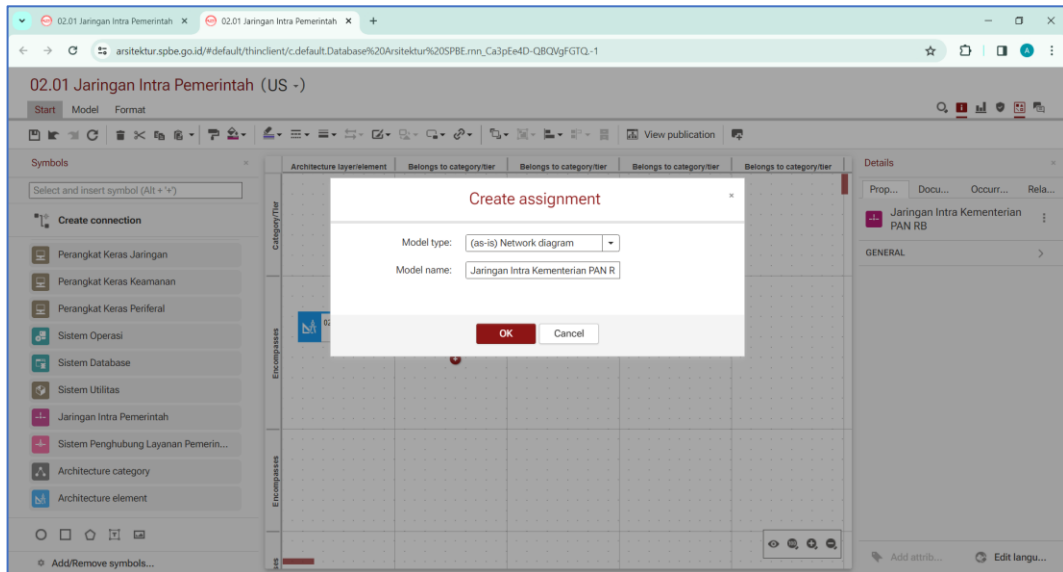 02.01 Jaringan Intra Pemerintah
02.01 Jaringan Intra Pemerintah
arsitektur.spbe.go.id/#default/thinclient/c.default.Database%20Arsitektur%20SPBE.mn_Ca3pEe4D-QBQVgFGTQ.-1
A
02.01 Jaringan Intra Pemerintah (US -)
Start Model Format
View publication
Symbols
Select and insert symbol (Alt + '+')
Create connection
Perangkat Keras Jaringan
Perangkat Keras Keamanan
Perangkat Keras Periferal
Sistem Operasi
Sistem Database
Sistem Utilitas
Jaringan Intra Pemerintah
Sistem Penghubung Layanan Pemerin...
Architecture category
Architecture element
Add/Remove symbols...
Architecture layer/element Belongs to category/tier Belongs to category/tier Belongs to category/tier Belongs to category/tier
Category/Tier
Encompasses
02
Encompasses
Create assignment
Model type: (as-is) Network diagram
Model name: Jaringan Intra Kementerian PAN R
OK Cancel
Details
Prop... Docu... Occurr... Rela...
Jaringan Intra Kementerian
PAN RB
GENERAL
Add attrib... Edit langu...